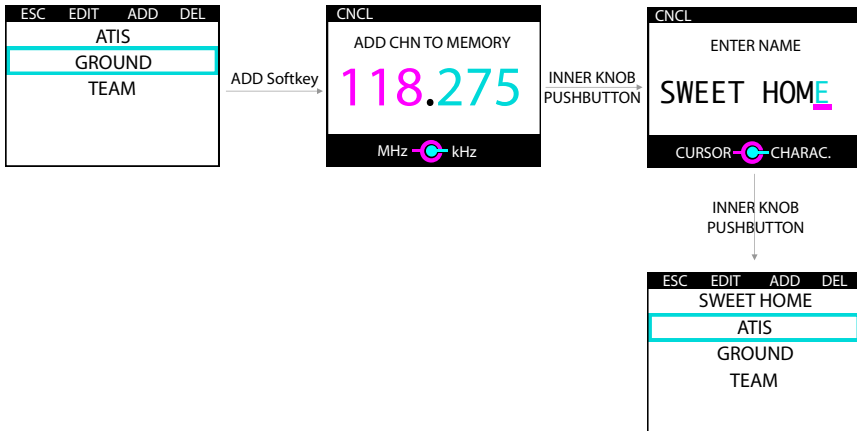 ESC EDIT ADD DEL
ATIS
GROUND
TEAM
ADD Softkey
CNCL
ADD CHN TO MEMORY
118.275
MHz kHz
INNER KNOB
PUSHBUTTON
CNCL
ENTER NAME
SWEET HOME
CURSOR CHARAC.
INNER KNOB
PUSHBUTTON
ESC EDIT ADD DEL
SWEET HOME
ATIS
GROUND
TEAM